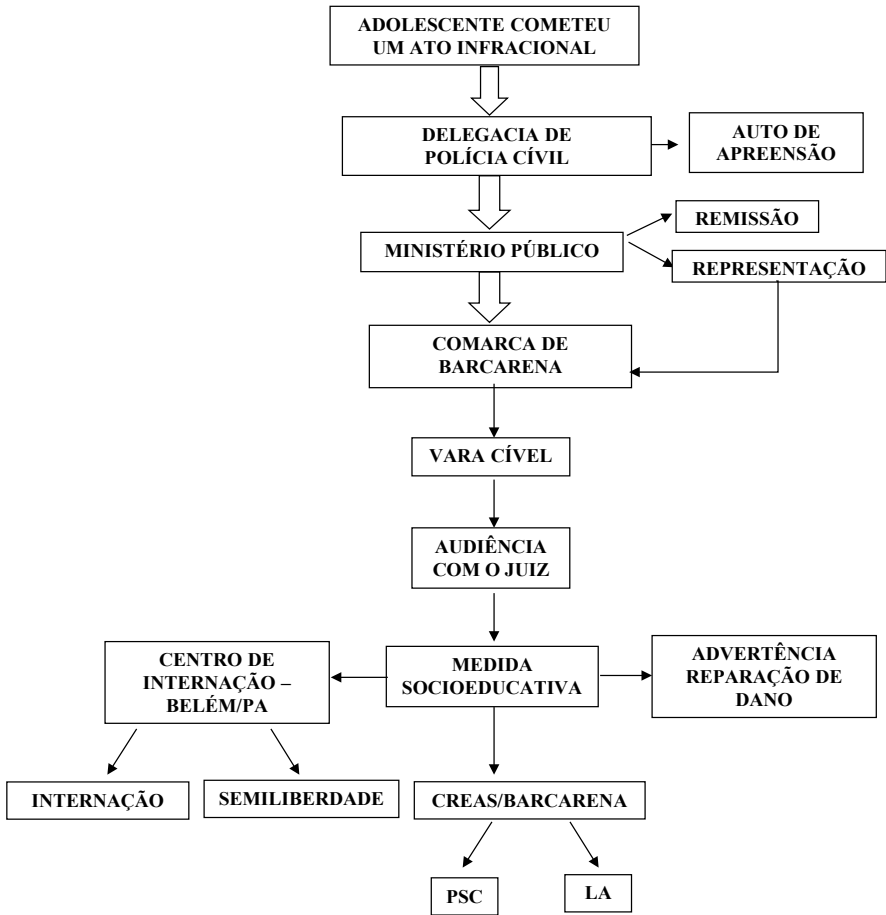 ADOLESCENTE COMETEU
UM ATO INFRACIONAL
DELEGACIA DE
POLÍCIA CÍVIL
AUTO DE
APREENSÃO
MINISTÉRIO PÚBLICO
REMISSÃO
REPRESENTAÇÃO
COMARCA DE
BARCARENA
VARA CÍVEL
AUDIÊNCIA
COM O JUIZ
CENTRO DE
INTERNAÇÃO –
BELÉM/PA
MEDIDA
SOCIOEDUCATIVA
ADVERTÊNCIA
REPARAÇÃO DE
DANO
INTERNAÇÃO
SEMILIBERDADE
CREAS/BARCARENA
PSC
LA